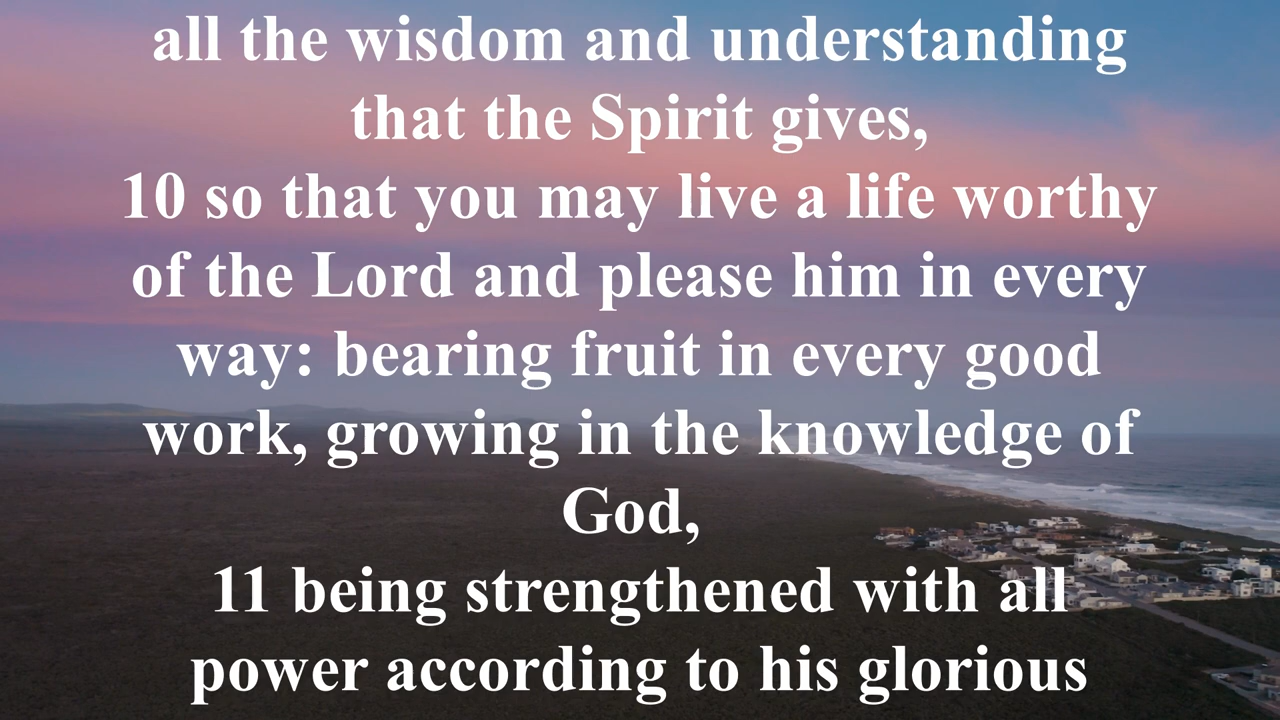 all the wisdom and understanding
that the Spirit gives,
10 so that you may live a life worthy
of the Lord and please him in every
way: bearing fruit in every good
work, growing in the knowledge of
God,
11 being strengthened with all
power according to his glorious